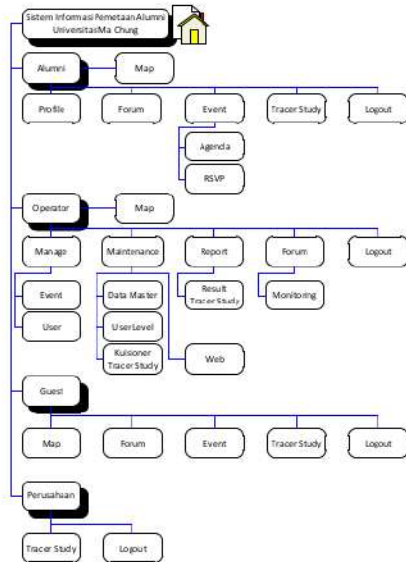 Sistem Informasi Pemetaan Alumni
Universitas Ma Chung
Alumni
Map
Profile
Forum
Event
Tracer Study
Logout
Agenda
RSVP
Operator
Map
Manage
Maintenance
Report
Forum
Logout
Event
Data Master
Result
Tracer Study
Monitoring
User
User Level
Kuisoner
Tracer Study
Web
Guest
Map
Forum
Event
Tracer Study
Logout
Perusahaan
Tracer Study
Logout